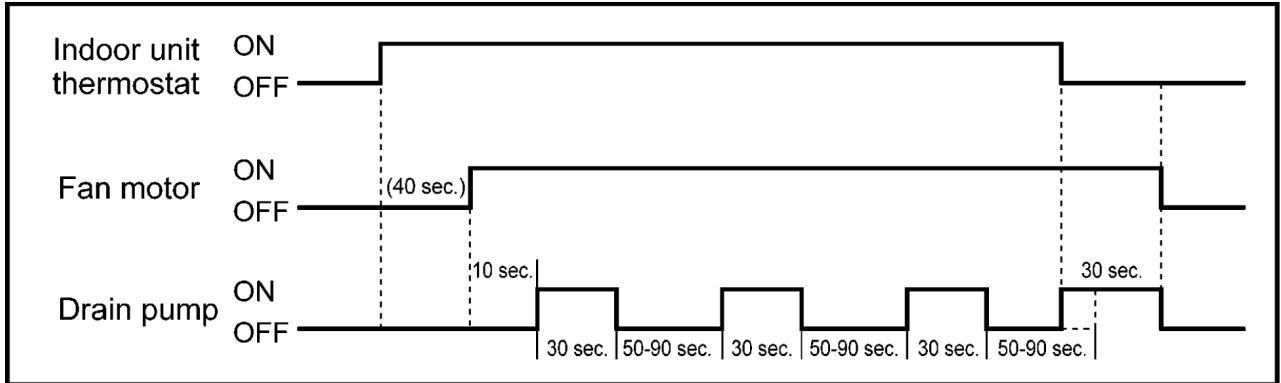 Indoor unit
thermostat
ON
OFF
Fan motor
ON
OFF
(40 sec.)
Drain pump
ON
OFF
10 sec.
30 sec.
30 sec.
50-90 sec.
30 sec.
50-90 sec.
30 sec.
50-90 sec.